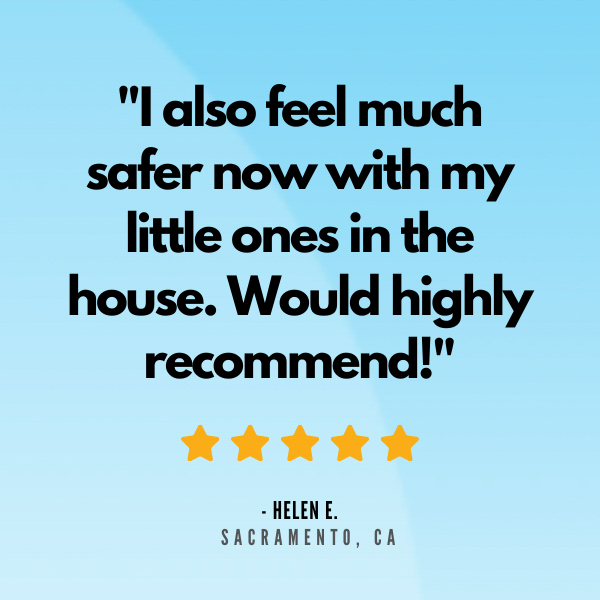 "I also feel much
safer now with my
little ones in the
house. Would highly
recommend!"
- HELEN E.
SACRAMENTO, CA